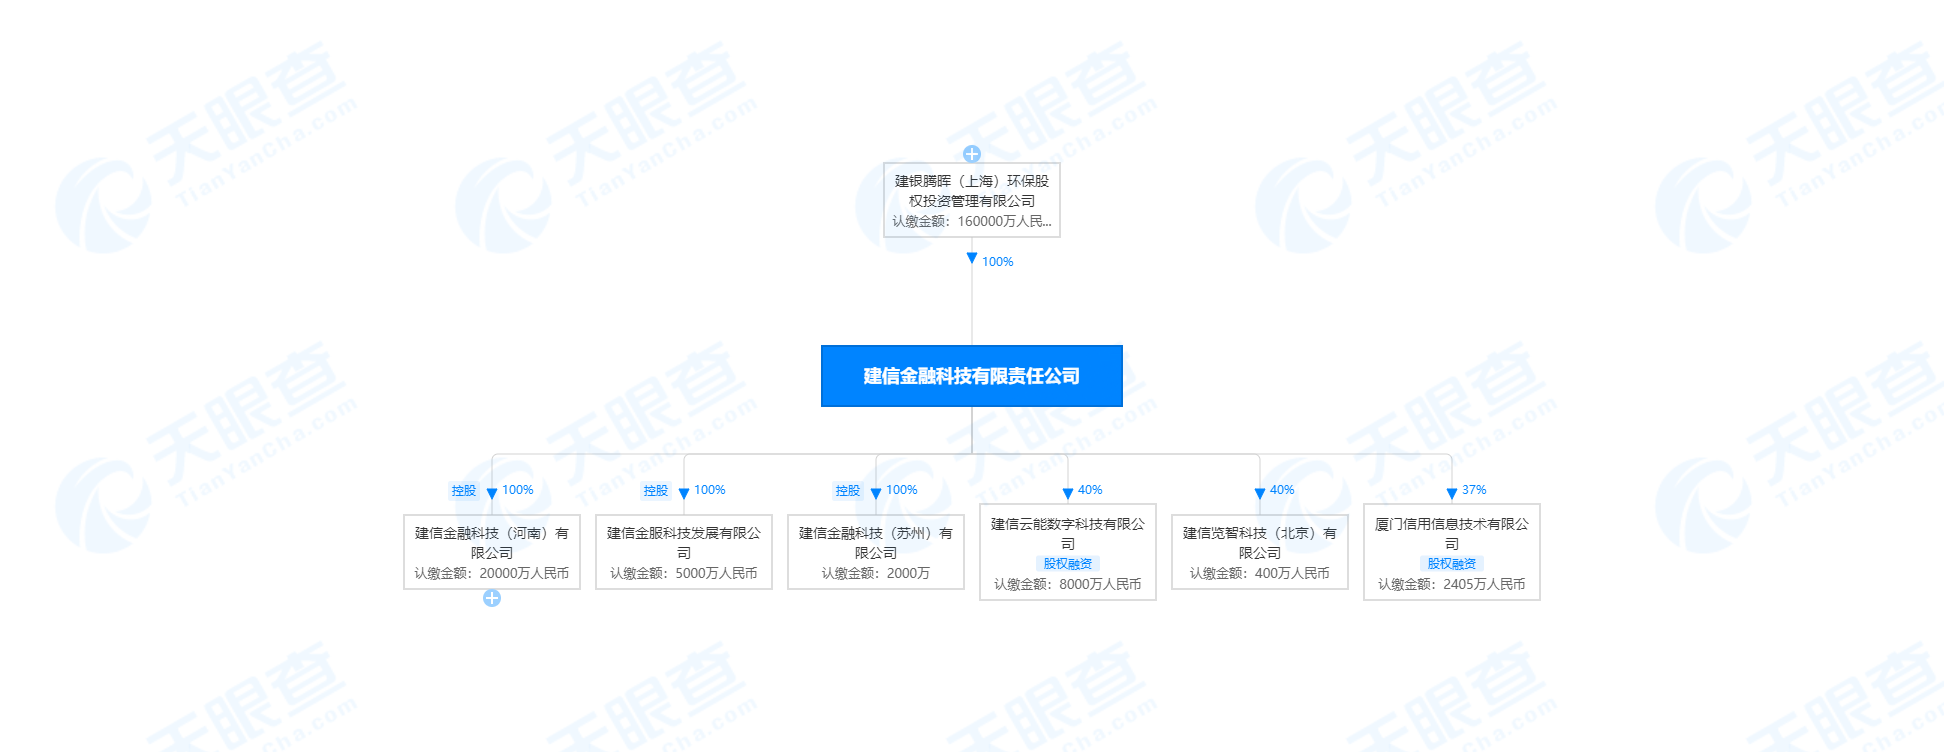 建银腾晖（上海）环保股
权投资管理有限公司
认缴金额：160000万人民...
100%
建信金融科技有限责任公司
控股 100%
控股 100%
控股 100%
40%
40%
37%
建信金融科技（河南）有
限公司
认缴金额：20000万人民币
建信金服科技发展有限公
司
认缴金额：5000万人民币
建信金融科技（苏州）有
限公司
认缴金额：2000万
建信云能数字科技有限公
司
股权融资
认缴金额：8000万人民币
建信览智科技（北京）有
限公司
认缴金额：400万人民币
厦门信用信息技术有限公
司
股权融资
认缴金额：2405万人民币
天眼查
TianYanCha.com